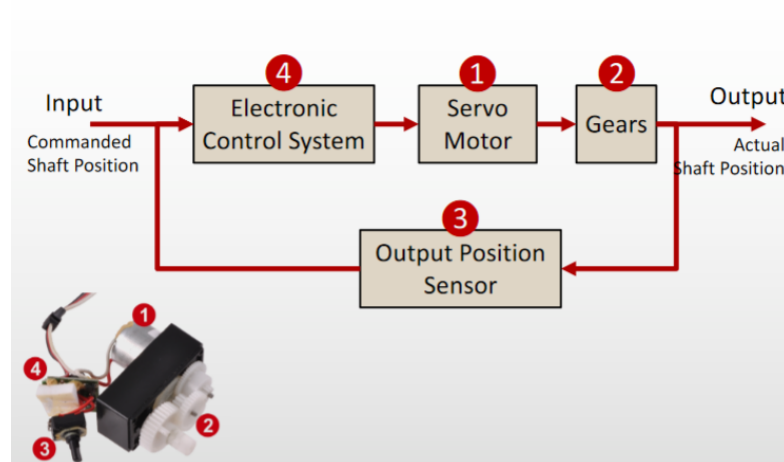 4
1
2
Input
Commanded
Shaft Position
Electronic
Control System
Servo
Motor
Gears
Output
Actual
Shaft Position
3
Output Position
Sensor
1
4
2
3